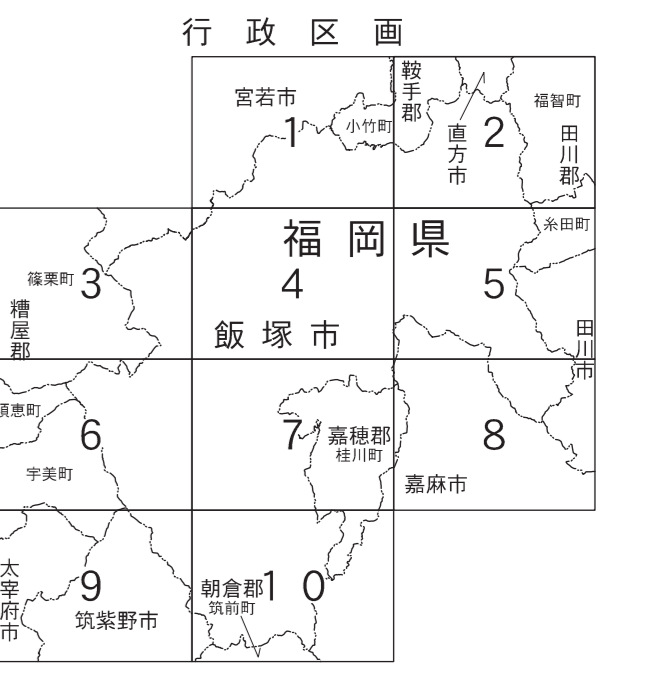 行政区画
宮若市
1
小竹町
鞍手郡
直方市
2
福智町
田川郡
篠栗町
3
糟屋郡
福岡県
4
飯塚市
糸田町
5
田川市
須恵町
6
宇美町
7
嘉穂郡
桂川町
8
嘉麻市
太宰府市
9
筑紫野市
朝倉郡
筑前町
10